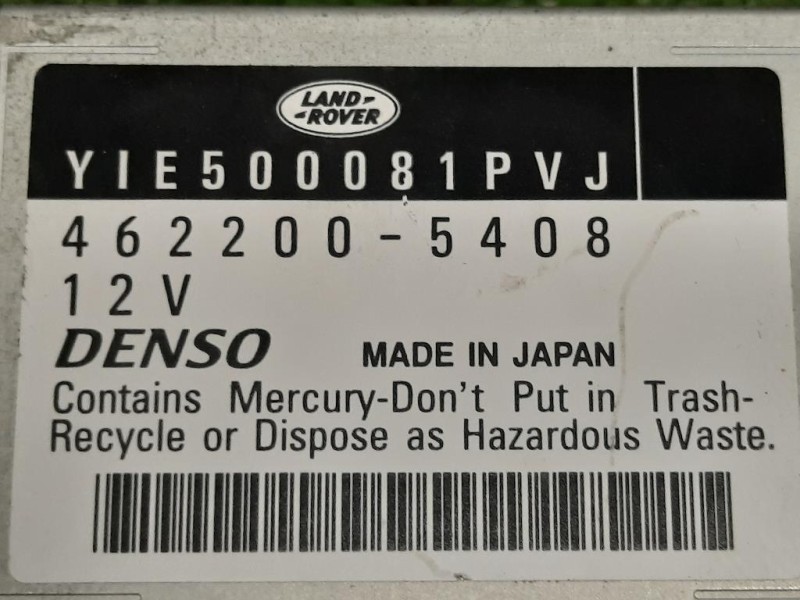 LAND-
-ROVER
YIE500081PVJ
462200-5408
12V
DENSO MADE IN JAPAN
Contains Mercury-Don't Put in Trash-
Recycle or Dispose as Hazardous Waste.